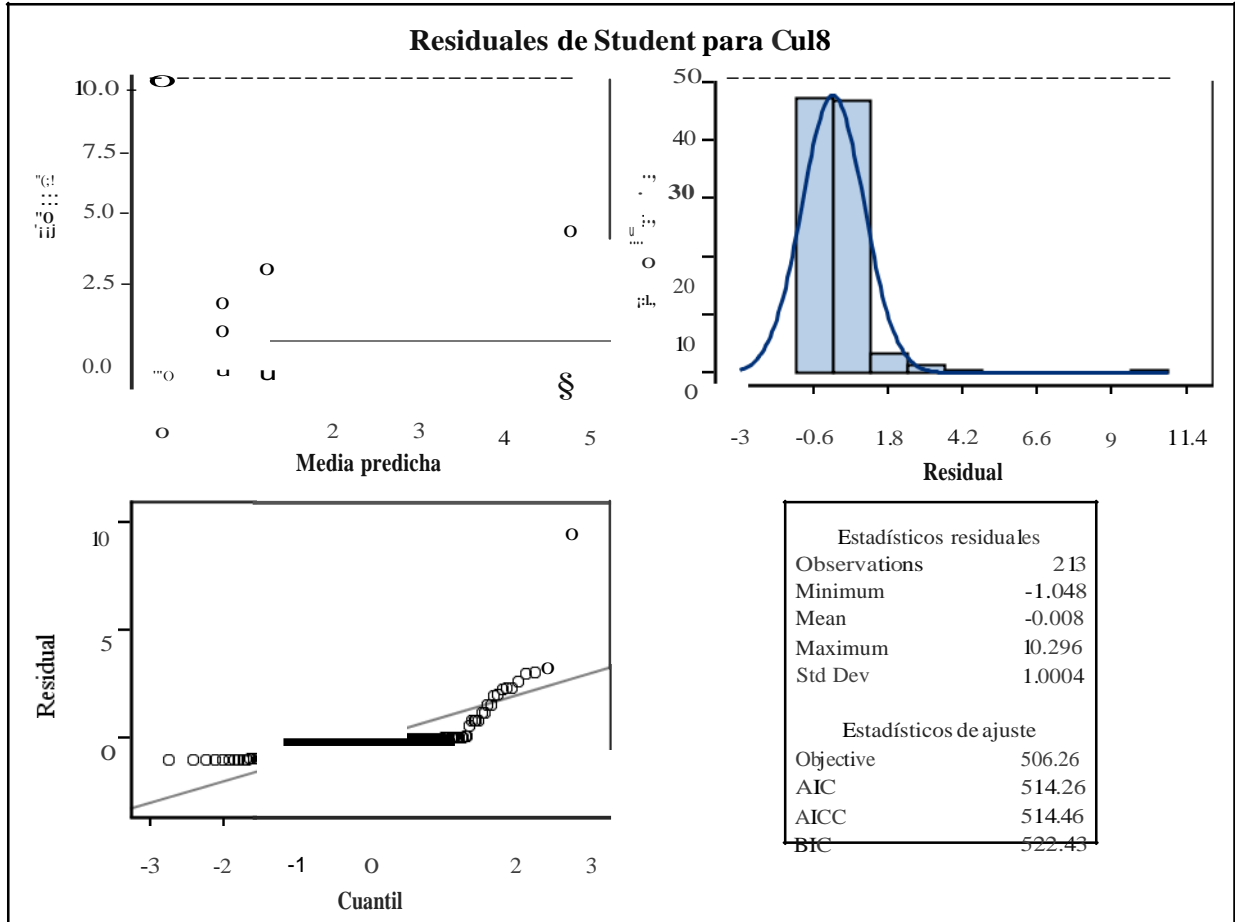 Residuales de Student para Cul8
10.0
7.5
5.0
2.5
0.0
2 3 4 5
Media predicha
50
40
30
20
10
0
-3 -0.6 1.8 4.2 6.6 9 11.4
Residual
10
5
0
Residual
-3 -2 -1 0 2 3
Cuantil
Estadísticos residuales
Observations 213
Minimum -1.048
Mean -0.008
Maximum 10.296
Std Dev 1.0004
Estadísticos de ajuste
Objective 506.26
AIC 514.26
AICC 514.46
BIC 522.43